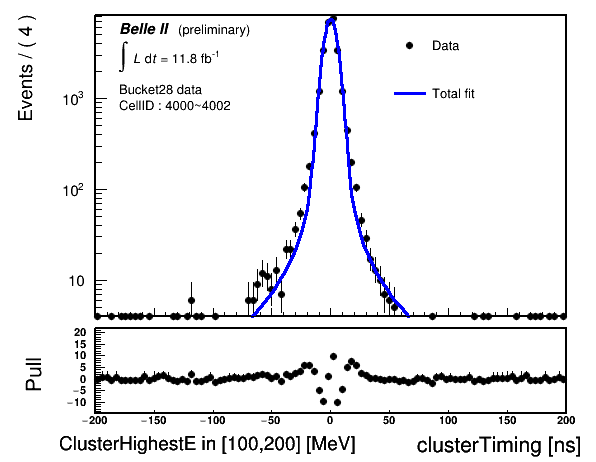 Events / ( 4 )
Belle II (preliminary)
∫ L dt = 11.8 fb⁻¹
Bucket28 data
CellID : 4000~4002
Data
Total fit
10³
10²
10
Pull
20
15
10
5
0
−5
−10
−200 −150 −100 −50 0 50 100 150 200
ClusterHighestE in [100,200] [MeV] clusterTiming [ns]